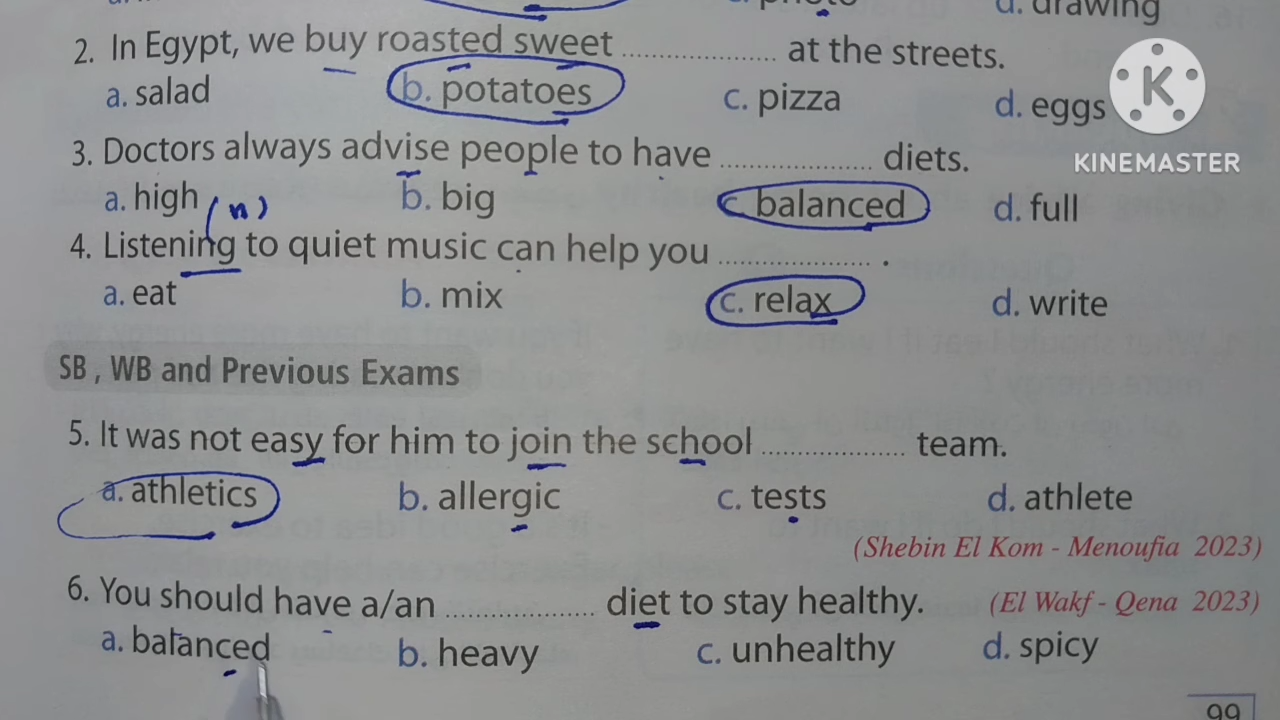 c. photo d. drawing
2. In Egypt, we buy roasted sweet .................... at the streets.
a. salad b. potatoes c. pizza d. eggs
KINEMASTER
3. Doctors always advise people to have .................... diets.
a. high b. big c. balanced d. full
(n)
4. Listening to quiet music can help you .................... .
a. eat b. mix c. relax d. write
SB , WB and Previous Exams
5. It was not easy for him to join the school .................... team.
a. athletics b. allergic c. tests d. athlete
(Shebin El Kom - Menoufia 2023)
6. You should have a/an .................... diet to stay healthy. (El Wakf - Qena 2023)
a. balanced b. heavy c. unhealthy d. spicy
99